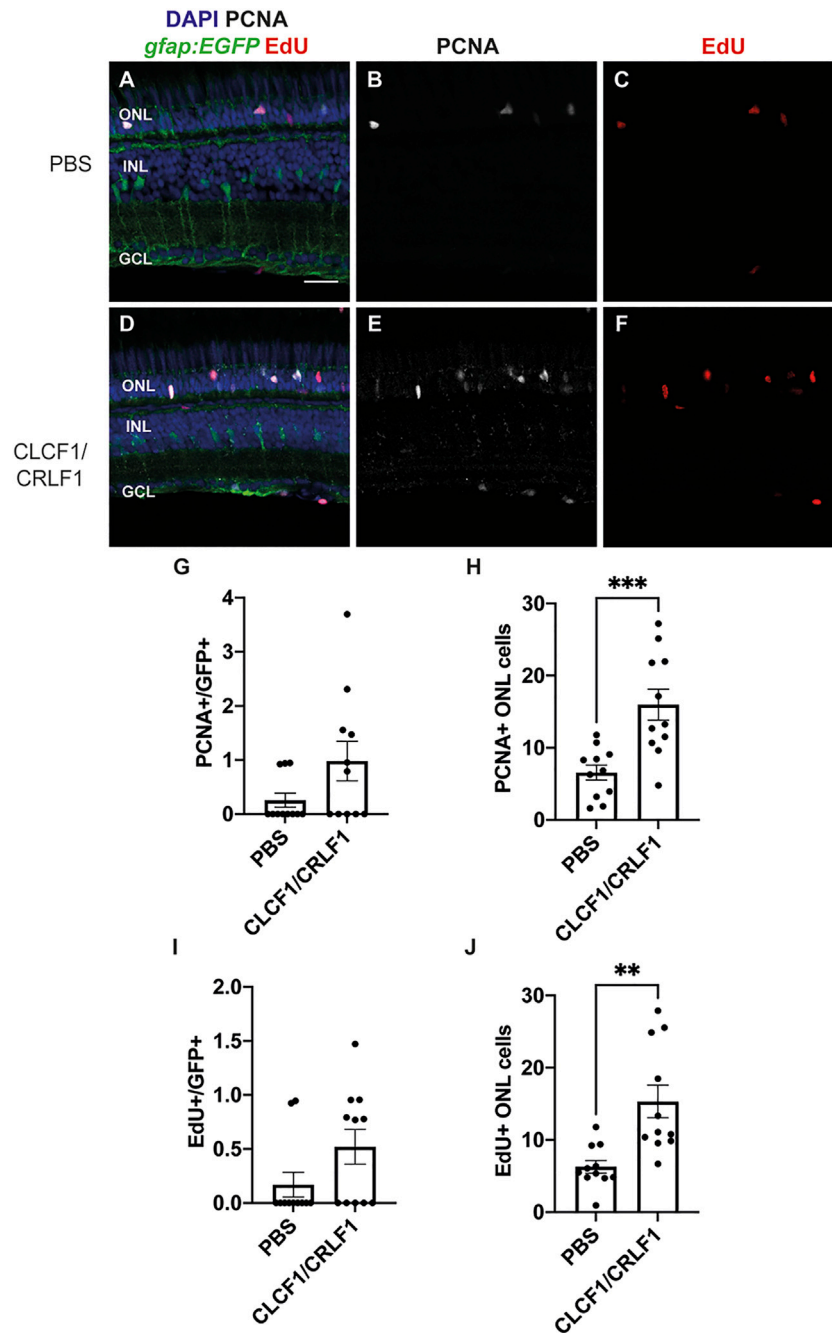 DAPI PCNA
gfap:EGFP EdU
PCNA
EdU
PBS
A
ONL
INL
GCL
B
C
CLCF1/
CRLF1
D
ONL
INL
GCL
E
F
G
PCNA+/GFP+
4
3
2
1
0
PBS
CLCF1/CRLF1
H
***
PCNA+ ONL cells
30
20
10
0
PBS
CLCF1/CRLF1
I
EdU+/GFP+
2.0
1.5
1.0
0.5
0.0
PBS
CLCF1/CRLF1
J
**
EdU+ ONL cells
30
20
10
0
PBS
CLCF1/CRLF1